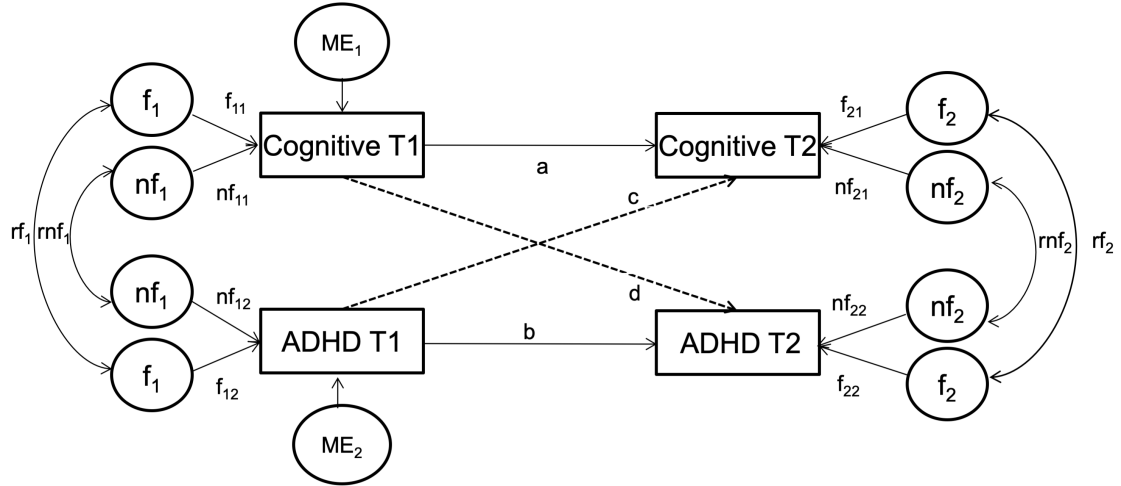 ME₁
f₁
f₁₁
f₂₁
f₂
Cognitive T1
Cognitive T2
a
nf₁
nf₁₁
nf₂₁
nf₂
c
rf₁
rnf₁
rnf₂
rf₂
nf₁
nf₁₂
d
nf₂₂
nf₂
ADHD T1
b
ADHD T2
f₁
f₁₂
f₂₂
f₂
ME₂